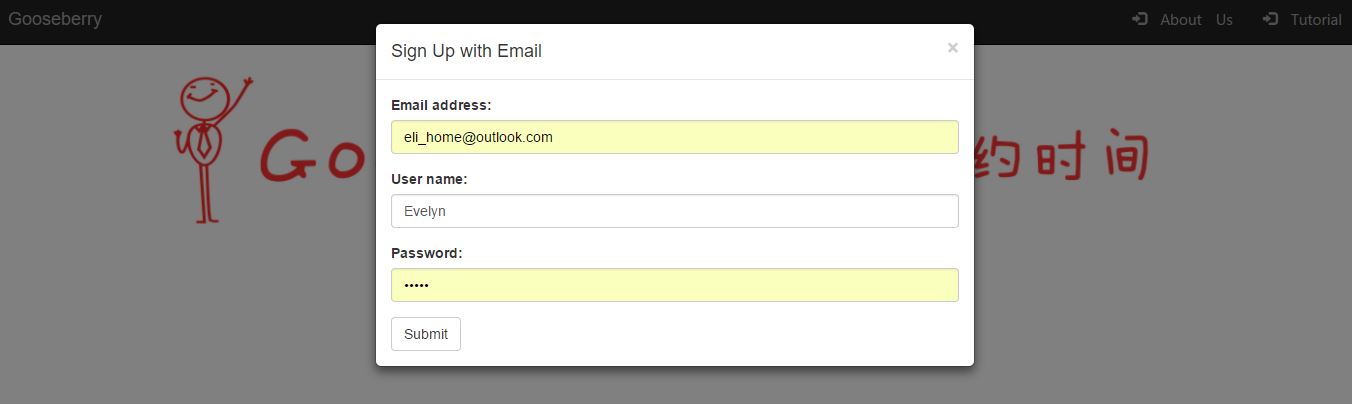 Gooseberry
About Us
Tutorial
Sign Up with Email
×
Email address:
eli_home@outlook.com
User name:
Evelyn
Password:
•••••
Submit
Go
约时间